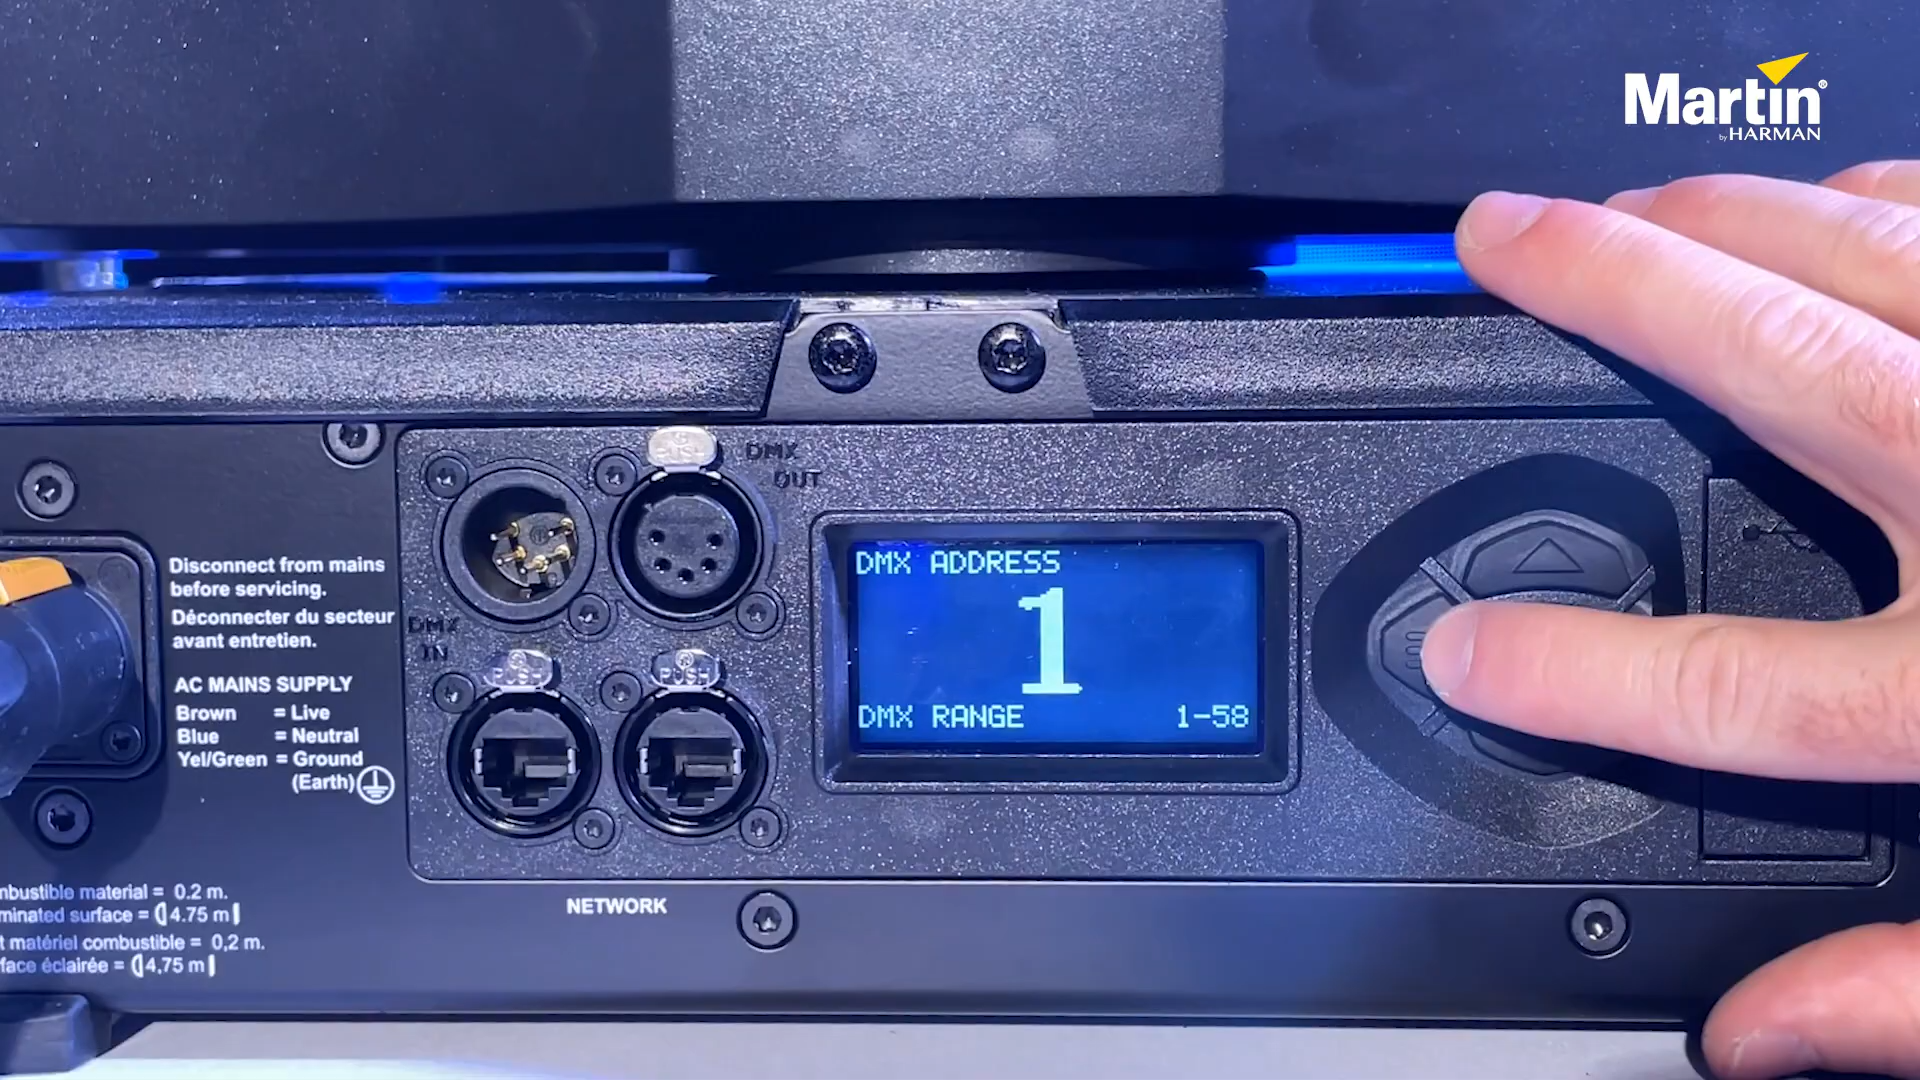 Martin®
by HARMAN
PUSH
DMX
OUT
DMX
IN
PUSH
PUSH
Disconnect from mains
before servicing.
Déconnecter du secteur
avant entretien.
AC MAINS SUPPLY
Brown = Live
Blue = Neutral
Yel/Green = Ground
(Earth)
DMX ADDRESS
1
DMX RANGE 1-58
NETWORK
mbustible material = 0.2 m.
minated surface = 4.75 m
t matériel combustible = 0,2 m.
face éclairée = 4,75 m